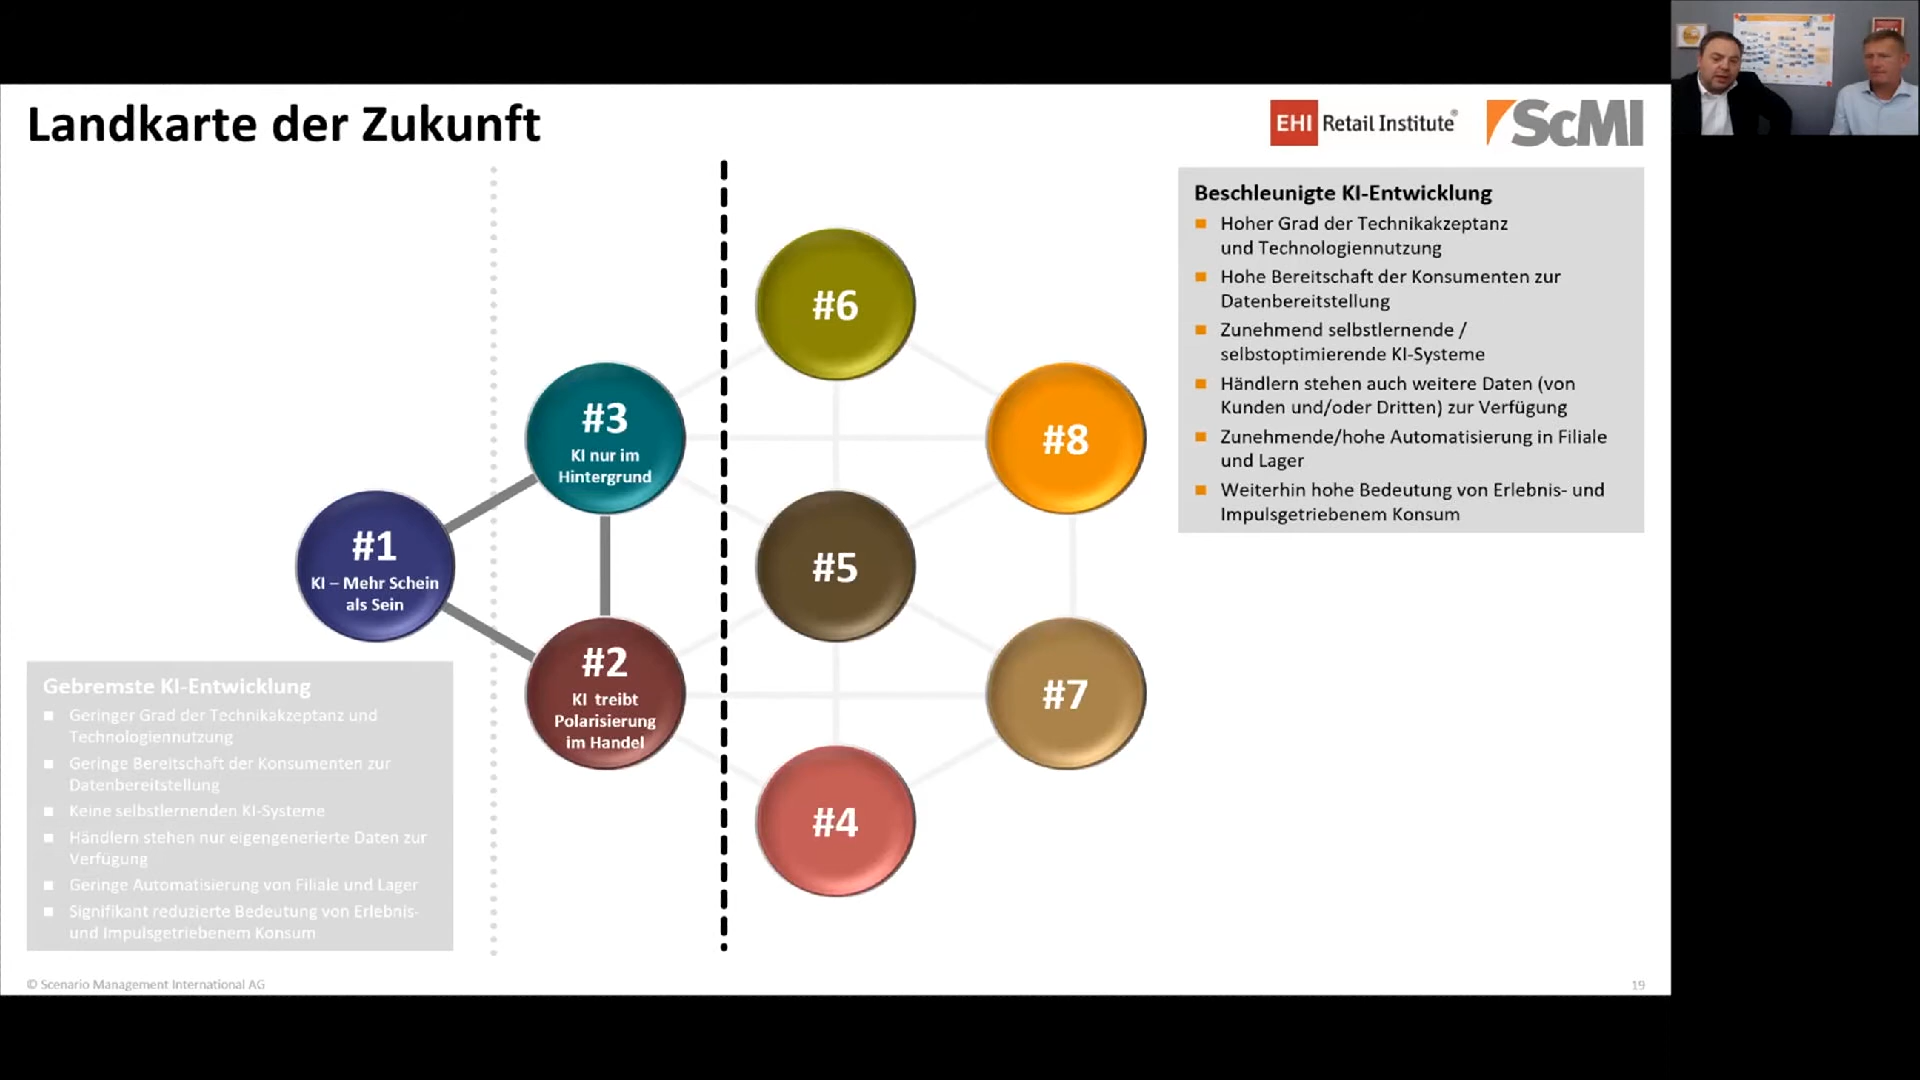 Landkarte der Zukunft
EHI Retail Institute®
ScMI
Beschleunigte KI-Entwicklung
Hoher Grad der Technikakzeptanz
und Technologiennutzung
Hohe Bereitschaft der Konsumenten zur
Datenbereitstellung
Zunehmend selbstlernende /
selbstoptimierende KI-Systeme
Händlern stehen auch weitere Daten (von
Kunden und/oder Dritten) zur Verfügung
Zunehmende/hohe Automatisierung in Filiale
und Lager
Weiterhin hohe Bedeutung von Erlebnis- und
Impulsgetriebenem Konsum
#6
#3
KI nur im
Hintergrund
#8
#1
KI – Mehr Schein
als Sein
#5
#2
KI treibt
Polarisierung
im Handel
#7
#4
Gebremste KI-Entwicklung
Geringer Grad der Technikakzeptanz und
Technologiennutzung
Geringe Bereitschaft der Konsumenten zur
Datenbereitstellung
Keine selbstlernenden KI-Systeme
Händlern stehen nur eigengenerierte Daten zur
Verfügung
Geringe Automatisierung von Filiale und Lager
Signifikant reduzierte Bedeutung von Erlebnis-
und Impulsgetriebenem Konsum
© Scenario Management International AG
19